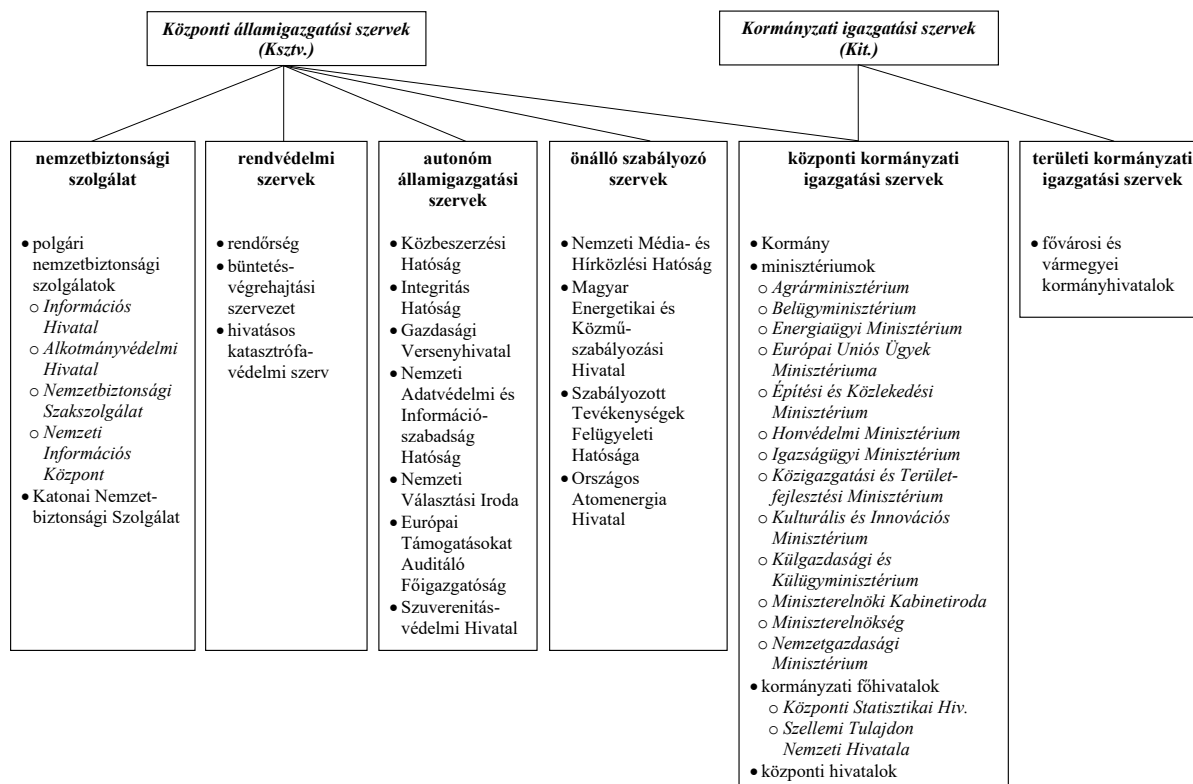 Központi államigazgatási szervek
(Ksztv.)
Kormányzati igazgatási szervek
(Kit.)
nemzetbiztonsági
szolgálat
• polgári
nemzetbiztonsági
szolgálatok
o Információs
Hivatal
o Alkotmányvédelmi
Hivatal
o Nemzetbiztonsági
Szakszolgálat
o Nemzeti
Információs
Központ
• Katonai Nemzet-
biztonsági Szolgálat
rendvédelmi
szervek
• rendőrség
• büntetés-
végrehajtási
szervezet
• hivatásos
katasztrófa-
védelmi szerv
autonóm
államigazgatási
szervek
• Közbeszerzési
Hatóság
• Integritás
Hatóság
• Gazdasági
Versenyhivatal
• Nemzeti
Adatvédelmi és
Információ-
szabadság
Hatóság
• Nemzeti
Választási Iroda
• Európai
Támogatásokat
Auditáló
Főigazgatóság
• Szuverenitás-
védelmi Hivatal
önálló szabályozó
szervek
• Nemzeti Média- és
Hírközlési Hatóság
• Magyar
Energetikai és
Közmű-
szabályozási
Hivatal
• Szabályozott
Tevékenységek
Felügyeleti
Hatósága
• Országos
Atomenergia
Hivatal
központi kormányzati
igazgatási szervek
• Kormány
• minisztériumok
o Agrárminisztérium
o Belügyminisztérium
o Energiaügyi Minisztérium
o Európai Uniós Ügyek
Minisztériuma
o Építési és Közlekedési
Minisztérium
o Honvédelmi Minisztérium
o Igazságügyi Minisztérium
o Közigazgatási és Terület-
fejlesztési Minisztérium
o Kulturális és Innovációs
Minisztérium
o Külgazdasági és
Külügyminisztérium
o Miniszterelnöki Kabinetiroda
o Miniszterelnökség
o Nemzetgazdasági
Minisztérium
• kormányzati főhivatalok
o Központi Statisztikai Hiv.
o Szellemi Tulajdon
Nemzeti Hivatala
• központi hivatalok
területi kormányzati
igazgatási szervek
• fővárosi és
vármegyei
kormányhivatalok